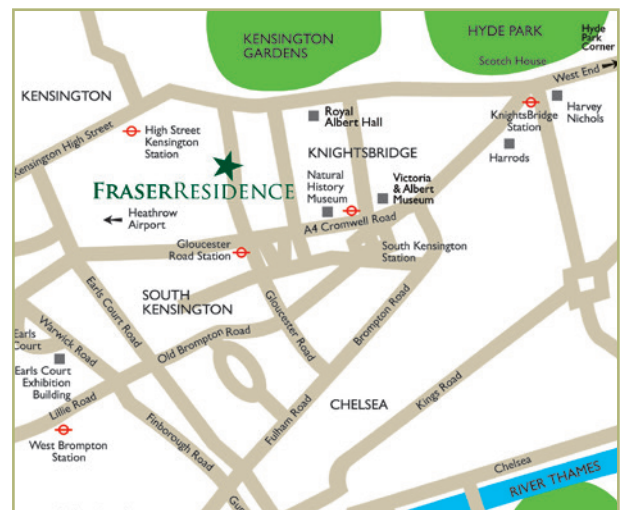 KENSINGTON
GARDENS
HYDE PARK
Hyde
Park
Corner
Scotch House
West End
KENSINGTON
Kensington High Street
High Street
Kensington
Station
Royal
Albert Hall
KnightsBridge
Station
Harvey
Nichols
Harrods
KNIGHTSBRIDGE
FRASERRESIDENCE
Natural
History
Museum
Victoria
& Albert
Museum
Heathrow
Airport
A4 Cromwell Road
Gloucester
Road Station
South Kensington
Station
SOUTH
KENSINGTON
Earls Court Road
Gloucester Road
Brompton Road
Old Brompton Road
Warwick Road
Earls
Court
Earls Court
Exhibition
Building
Lillie Road
West Brompton
Station
Finborough Road
Fulham Road
CHELSEA
Kings Road
Chelsea
RIVER THAMES